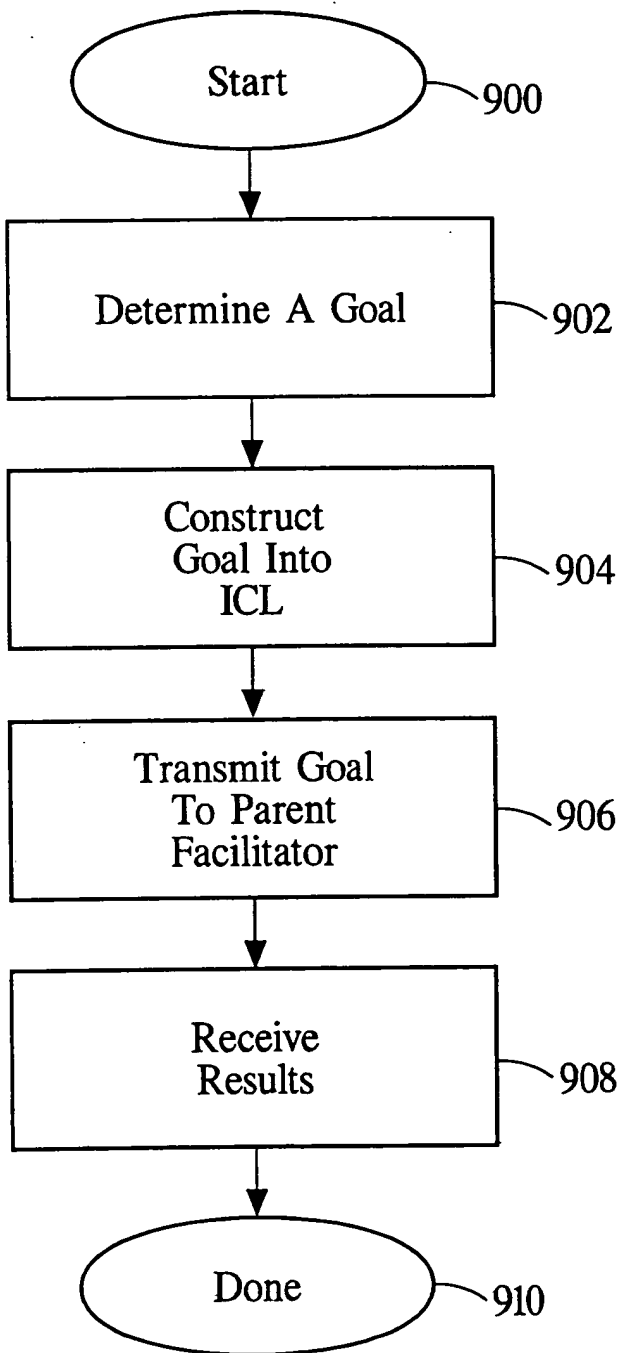 Start
900
Determine A Goal
902
Construct
Goal Into
ICL
904
Transmit Goal
To Parent
Facilitator
906
Receive
Results
908
Done
910